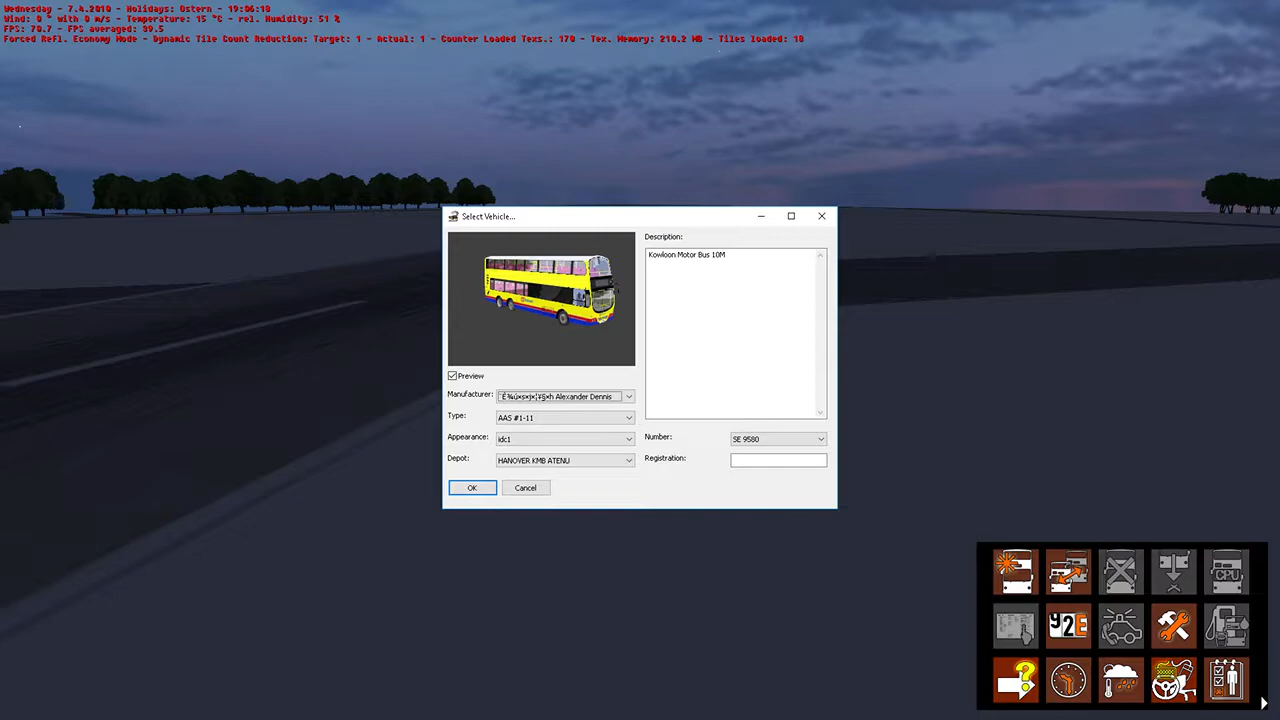 Wednesday - 7.4.2010 - Holidays: Ostern - 19:06:18
Wind: 0 ° with 0 m/s - Temperature: 15 °C - rel. Humidity: 51 %
FPS: 70.7 - FPS averaged: 39.5
Forced Refl. Economy Mode - Dynamic Tile Count Reduction: Target: 1 - Actual: 1 - Counter Loaded Texs.: 170 - Tex. Memory: 210.2 MB - Tiles loaded: 10
Select Vehicle...
Description:
Kowloon Motor Bus 10M
Preview
Manufacturer: Alexander Dennis
Type: AAS #1-11
Appearance: idc1
Number: SE 9580
Depot: HANOVER KMB ATENU
Registration:
OK Cancel
CPU
92E